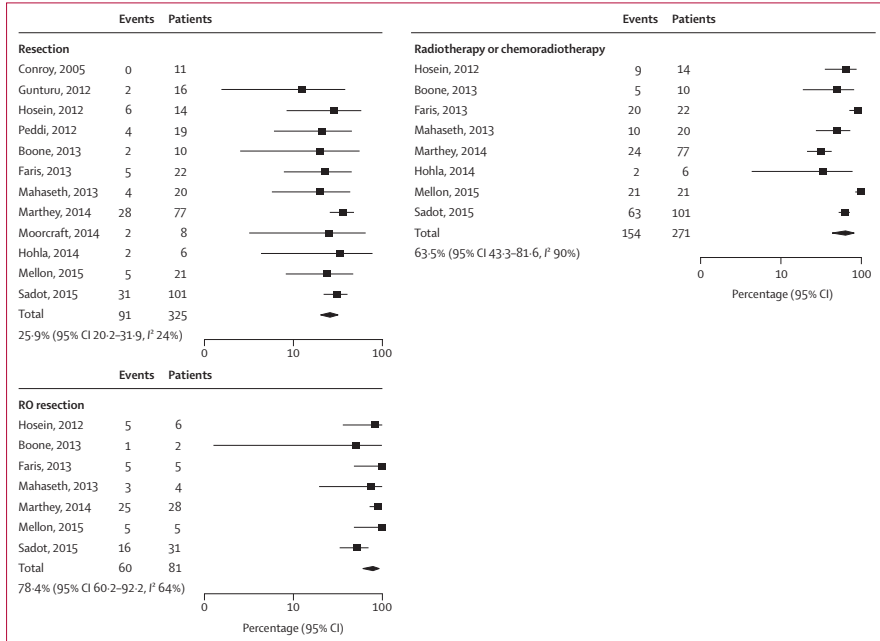 Events Patients
Resection
Conroy, 2005 0 11
Gunturu, 2012 2 16
Hosein, 2012 6 14
Peddi, 2012 4 19
Boone, 2013 2 10
Faris, 2013 5 22
Mahaseth, 2013 4 20
Marthey, 2014 28 77
Moorcraft, 2014 2 8
Hohla, 2014 2 6
Mellon, 2015 5 21
Sadot, 2015 31 101
Total 91 325
25·9% (95% CI 20·2–31·9, I² 24%)
0 10 100
Events Patients
R0 resection
Hosein, 2012 5 6
Boone, 2013 1 2
Faris, 2013 5 5
Mahaseth, 2013 3 4
Marthey, 2014 25 28
Mellon, 2015 5 5
Sadot, 2015 16 31
Total 60 81
78·4% (95% CI 60·2–92·2, I² 64%)
0 10 100
Percentage (95% CI)
Events Patients
Radiotherapy or chemoradiotherapy
Hosein, 2012 9 14
Boone, 2013 5 10
Faris, 2013 20 22
Mahaseth, 2013 10 20
Marthey, 2014 24 77
Hohla, 2014 2 6
Mellon, 2015 21 21
Sadot, 2015 63 101
Total 154 271
63·5% (95% CI 43·3–81·6, I² 90%)
0 10 100
Percentage (95% CI)